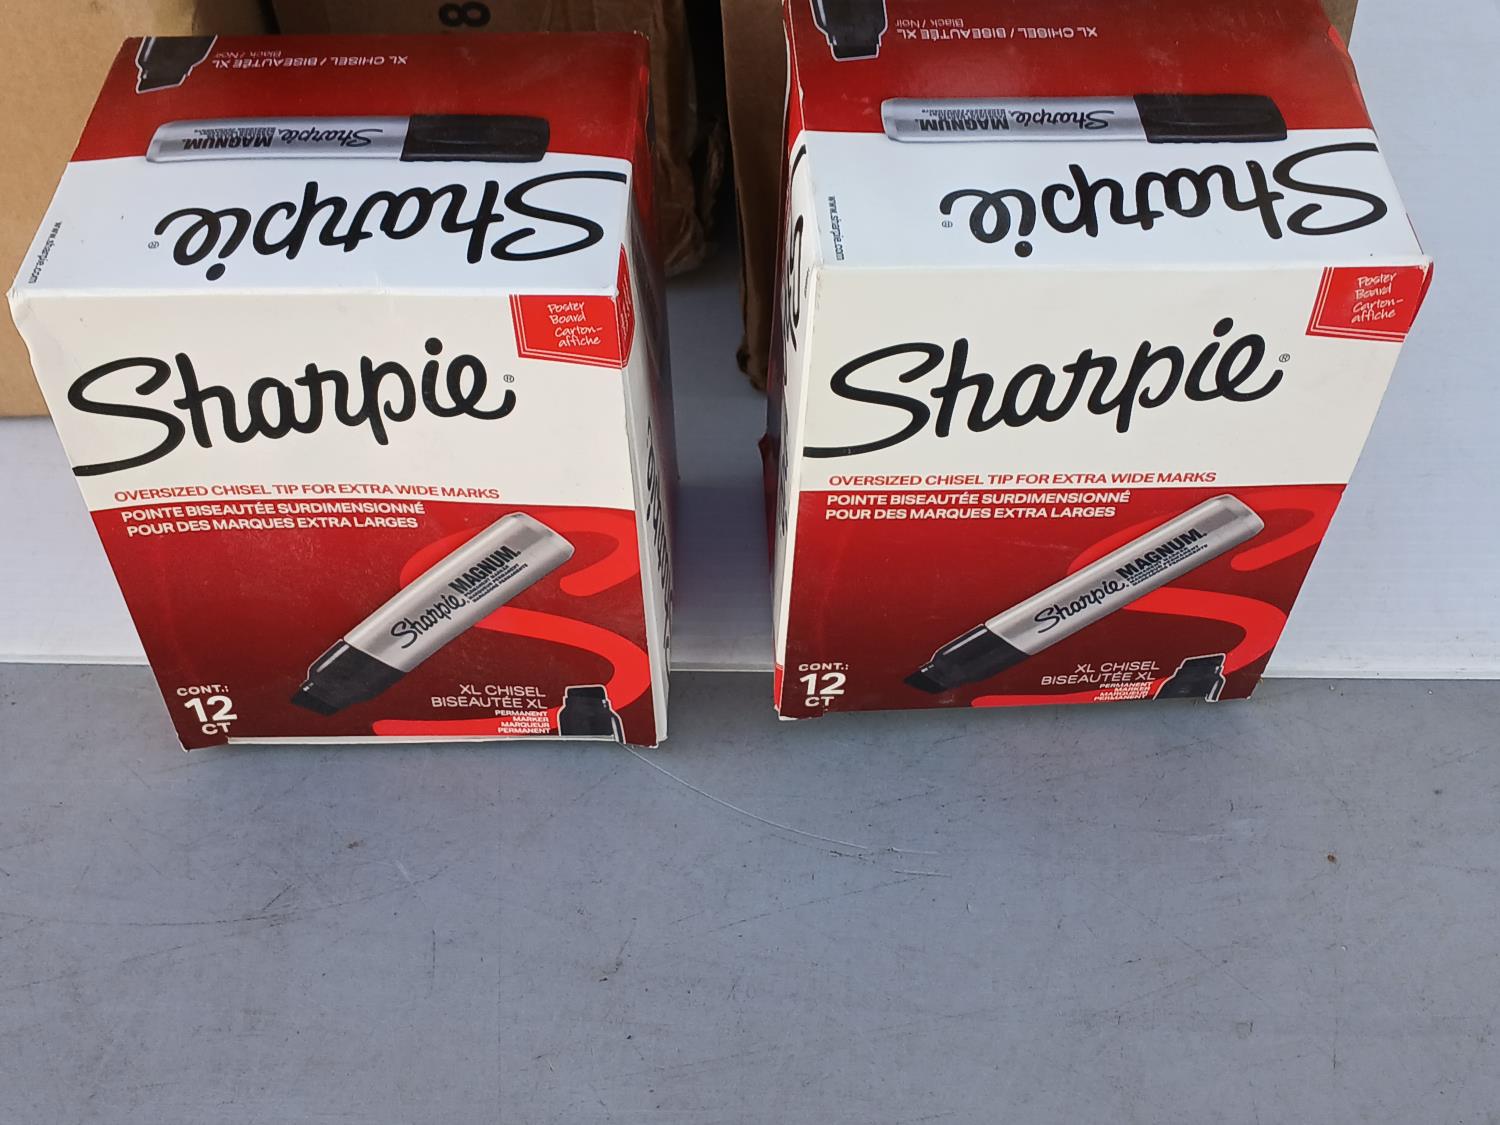 8
XL CHISEL / BISEAUTÉE XL
Black / Noir
Sharpie MAGNUM.
Sharpie®
www.sharpie.com
Poster
Board
Carton-
affiche
Sharpie®
OVERSIZED CHISEL TIP FOR EXTRA WIDE MARKS
POINTE BISEAUTÉE SURDIMENSIONNÉ
POUR DES MARQUES EXTRA LARGES
Sharpie. MAGNUM.
CONT.:
12
CT
XL CHISEL
BISEAUTÉE XL
PERMANENT
MARKER
MARQUEUR
PERMANENT
XL CHISEL / BISEAUTÉE XL
Black / Noir
Sharpie MAGNUM.
Sharpie®
www.sharpie.com
Poster
Board
Carton-
affiche
Sharpie®
OVERSIZED CHISEL TIP FOR EXTRA WIDE MARKS
POINTE BISEAUTÉE SURDIMENSIONNÉ
POUR DES MARQUES EXTRA LARGES
Sharpie. MAGNUM.
CONT.:
12
CT
XL CHISEL
BISEAUTÉE XL
PERMANENT
MARKER
MARQUEUR
PERMANENT